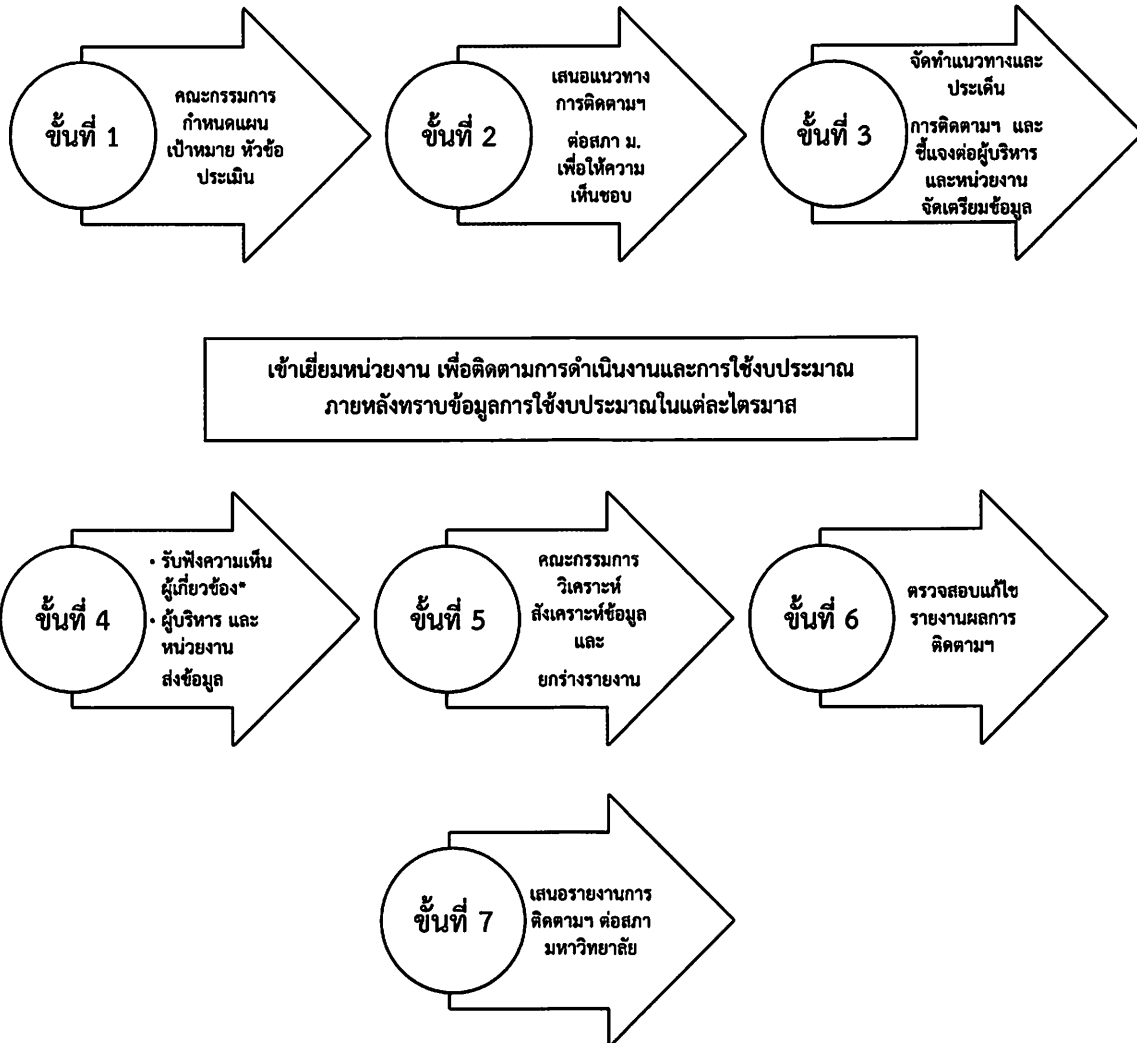 ขั้นที่ 1
คณะกรรมการ
กำหนดแผน
เป้าหมาย หัวข้อ
ประเมิน
ขั้นที่ 2
เสนอแนวทาง
การติดตามฯ
ต่อสภา ม.
เพื่อให้ความ
เห็นชอบ
ขั้นที่ 3
จัดทำแนวทางและ
ประเด็น
การติดตามฯ และ
ชี้แจงต่อผู้บริหาร
และหน่วยงาน
จัดเตรียมข้อมูล
เข้าเยี่ยมหน่วยงาน เพื่อติดตามการดำเนินงานและการใช้งบประมาณ
ภายหลังทราบข้อมูลการใช้งบประมาณในแต่ละไตรมาส
ขั้นที่ 4
• รับฟังความเห็น
ผู้เกี่ยวข้อง*
• ผู้บริหาร และ
หน่วยงาน
ส่งข้อมูล
ขั้นที่ 5
คณะกรรมการ
วิเคราะห์
สังเคราะห์ข้อมูล
และ
ยกร่างรายงาน
ขั้นที่ 6
ตรวจสอบแก้ไข
รายงานผลการ
ติดตามฯ
ขั้นที่ 7
เสนอรายงานการ
ติดตามฯ ต่อสภา
มหาวิทยาลัย